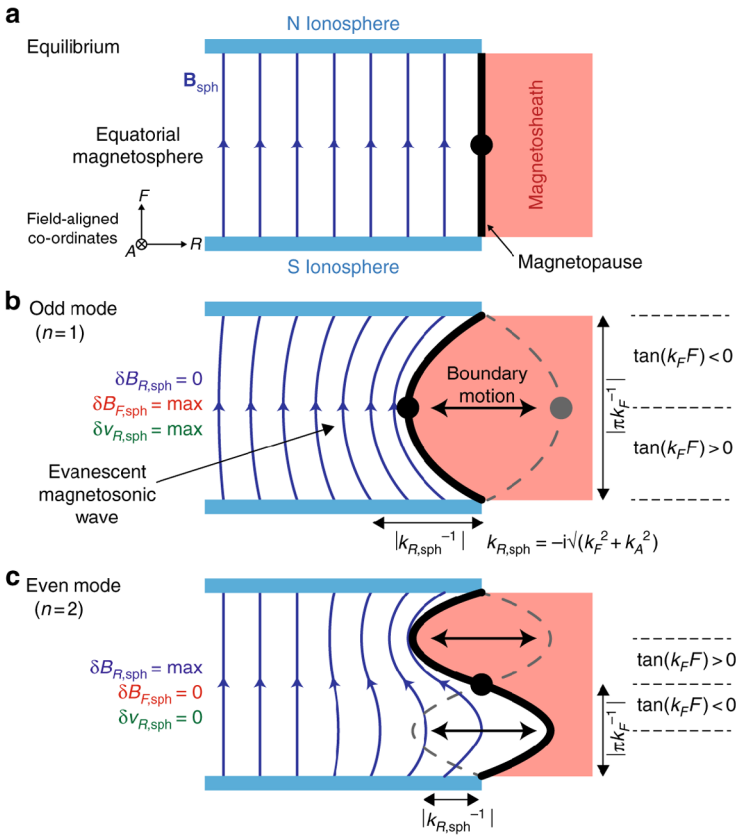 a
N Ionosphere
Equilibrium
B_sph
Equatorial
magnetosphere
Magnetosheath
F
Field-aligned
co-ordinates
A
R
S Ionosphere
Magnetopause
b
Odd mode
(n=1)
δB_R,sph = 0
δB_F,sph = max
δv_R,sph = max
Boundary
motion
tan(k_F F) < 0
|πk_F^-1|
tan(k_F F) > 0
Evanescent
magnetosonic
wave
|k_R,sph^-1|
k_R,sph = –i√(k_F^2 + k_A^2)
c
Even mode
(n=2)
δB_R,sph = max
δB_F,sph = 0
δv_R,sph = 0
tan(k_F F) > 0
tan(k_F F) < 0
|πk_F^-1|
|k_R,sph^-1|